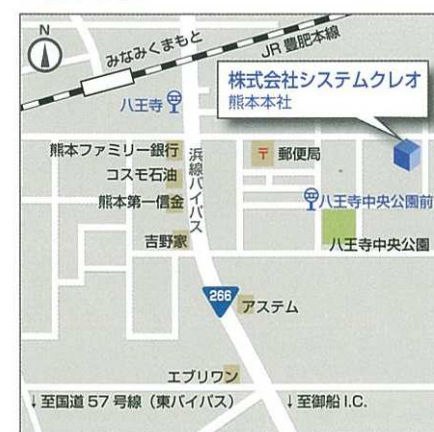 N
みなみくまもと
JR 豊肥本線
株式会社システムクレオ
熊本本社
八王寺
熊本ファミリー銀行
コスモ石油
熊本第一信金
浜線バイパス
〒 郵便局
八王寺中央公園前
吉野家
八王寺中央公園
266
アステム
エブリワン
↓至国道 57 号線（東バイパス）
↓至御船 I.C.